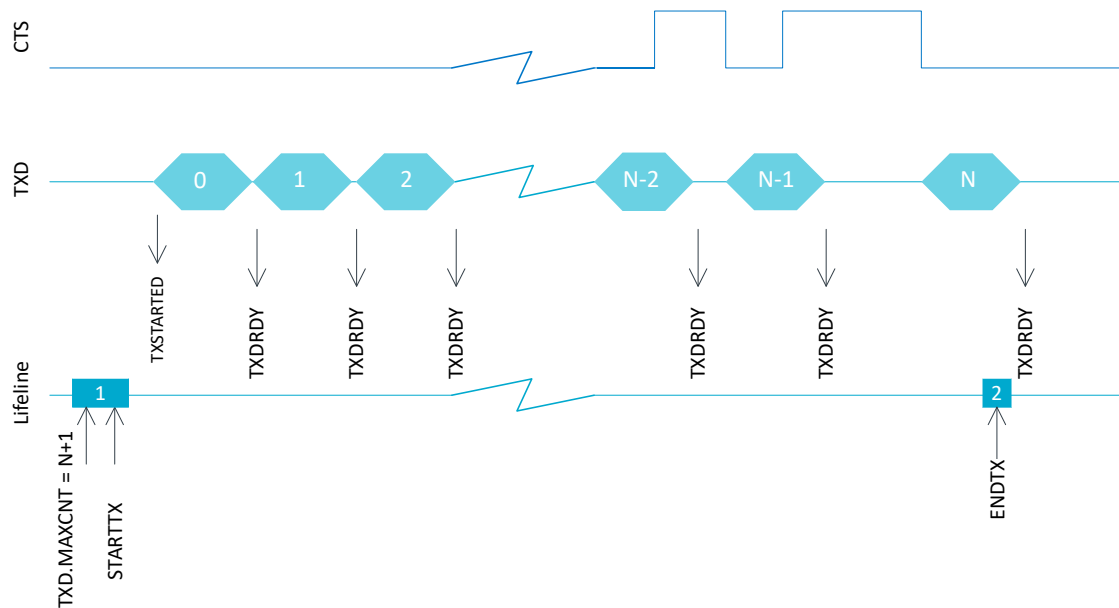 CTS
TXD
0
1
2
N-2
N-1
N
TXSTARTED
TXDRDY
TXDRDY
TXDRDY
TXDRDY
TXDRDY
TXDRDY
Lifeline
1
2
TXD.MAXCNT = N+1
STARTTX
ENDTX